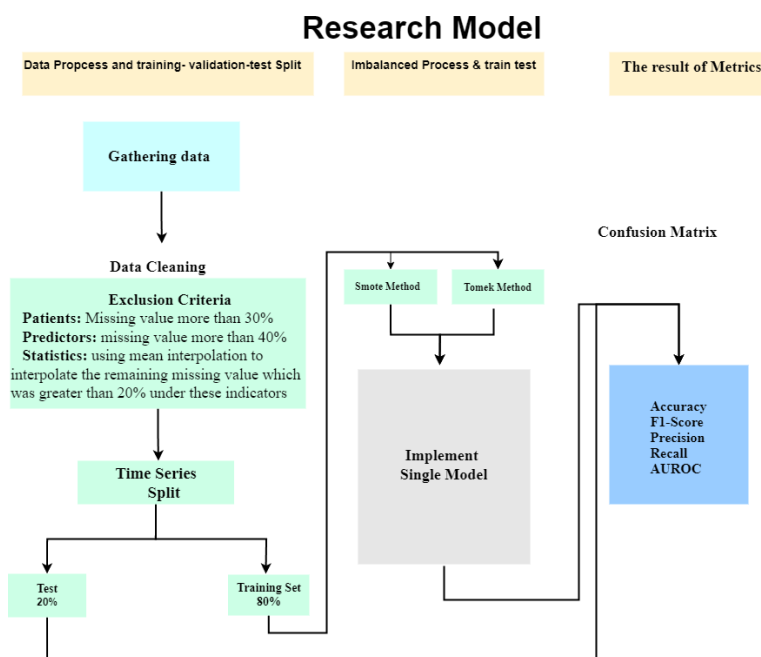 Research Model
Data Propcess and training- validation-test Split
Imbalanced Process & train test
The result of Metrics
Gathering data
Confusion Matrix
Data Cleaning
Exclusion Criteria
Patients: Missing value more than 30%
Predictors: missing value more than 40%
Statistics: using mean interpolation to
interpolate the remaining missing value which
was greater than 20% under these indicators
Smote Method
Tomek Method
Implement
Single Model
Accuracy
F1-Score
Precision
Recall
AUROC
Time Series
Split
Test
20%
Training Set
80%